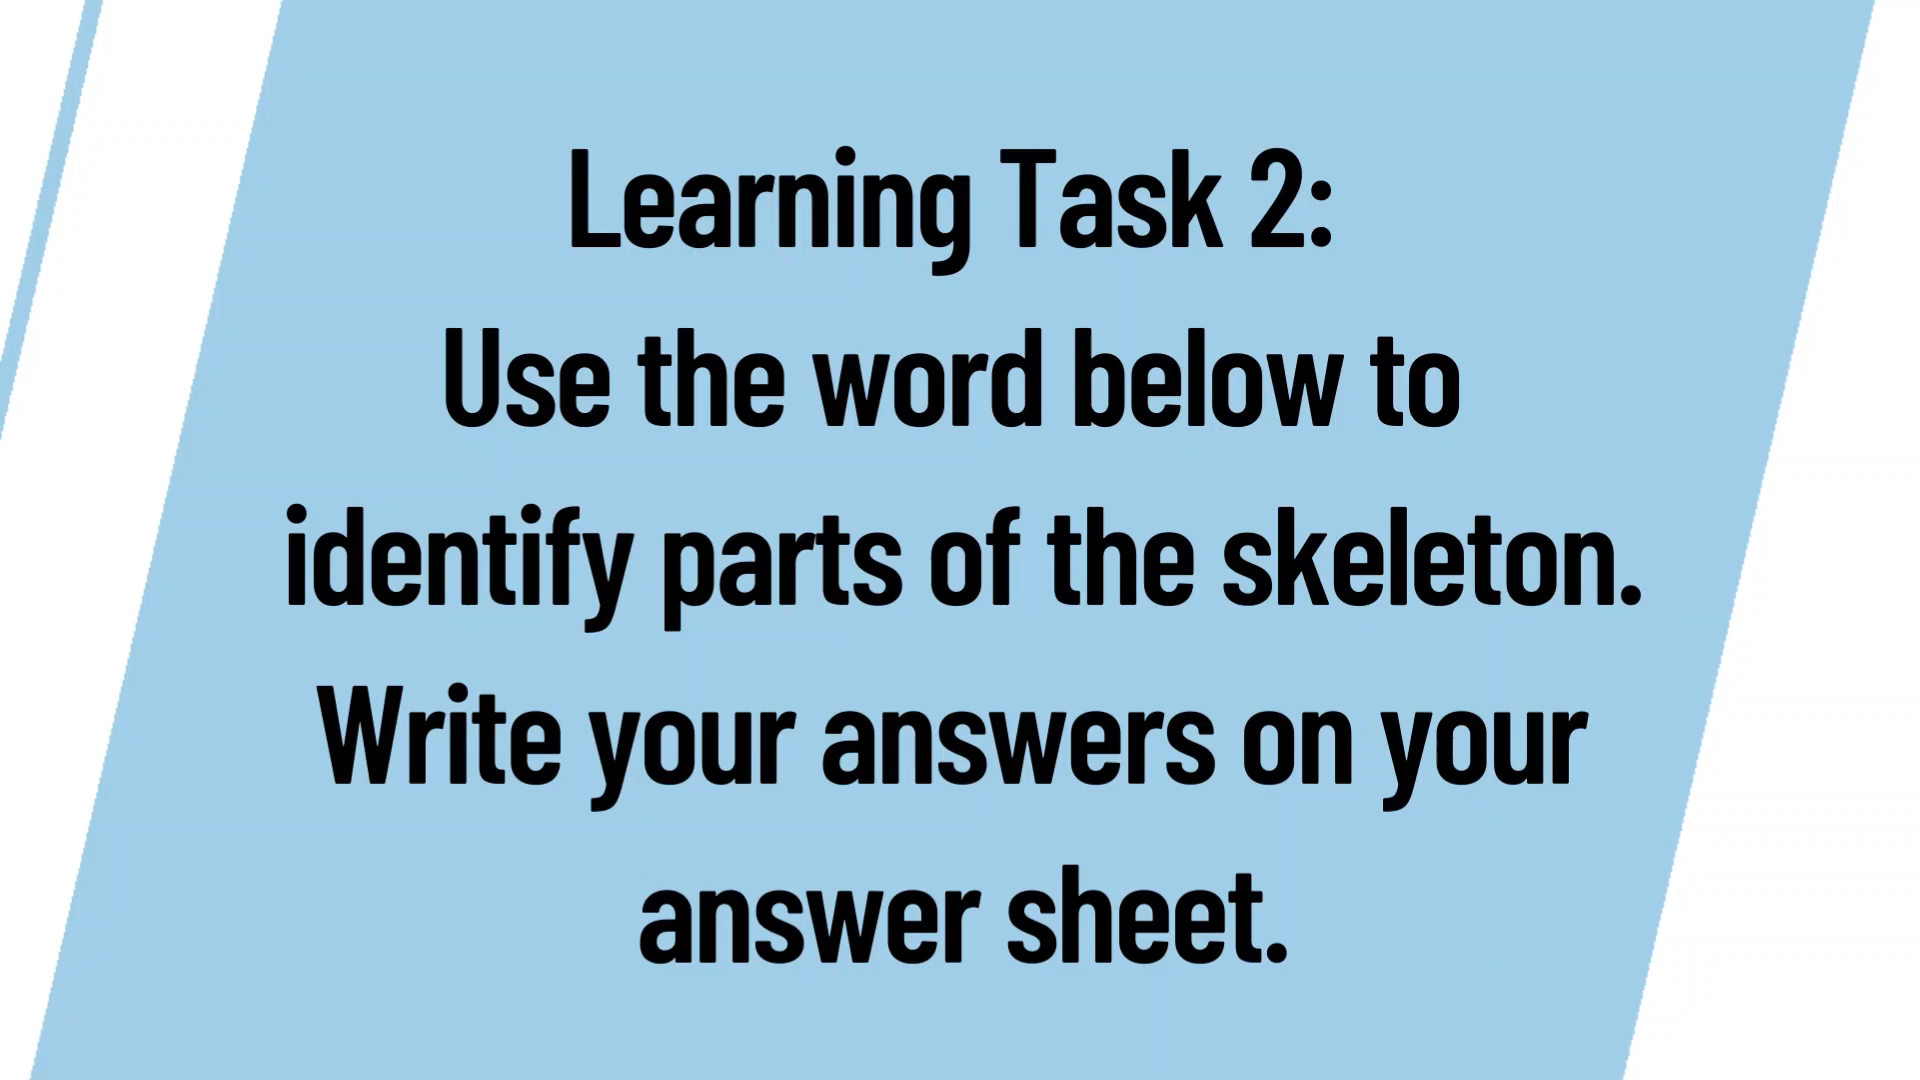 Learning Task 2:
Use the word below to
identify parts of the skeleton.
Write your answers on your
answer sheet.